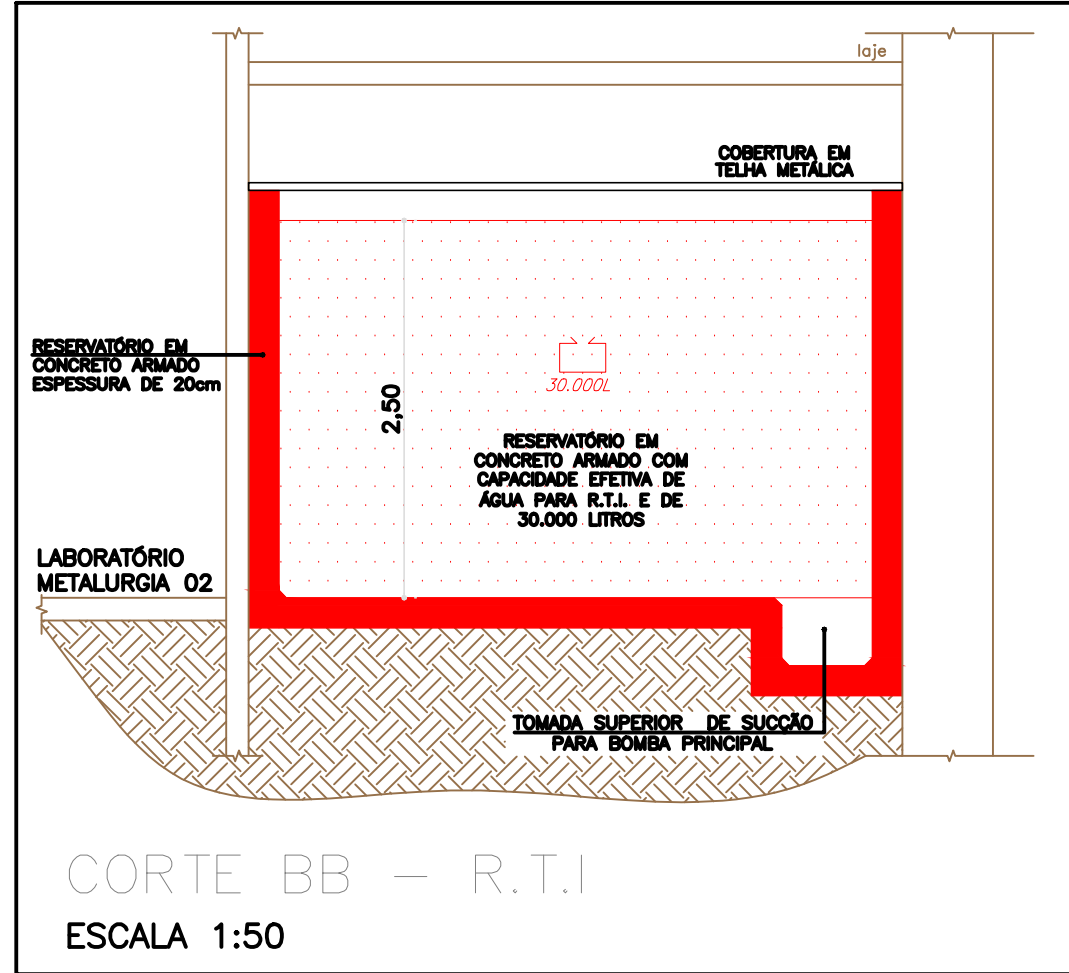 laje
COBERTURA EM
TELHA METÁLICA
RESERVATÓRIO EM
CONCRETO ARMADO
ESPESSURA DE 20cm
30.000L
2,50
RESERVATÓRIO EM
CONCRETO ARMADO COM
CAPACIDADE EFETIVA DE
ÁGUA PARA R.T.I. E DE
30.000 LITROS
LABORATÓRIO
METALURGIA 02
TOMADA SUPERIOR DE SUCÇÃO
PARA BOMBA PRINCIPAL
CORTE BB - R.T.I
ESCALA 1:50